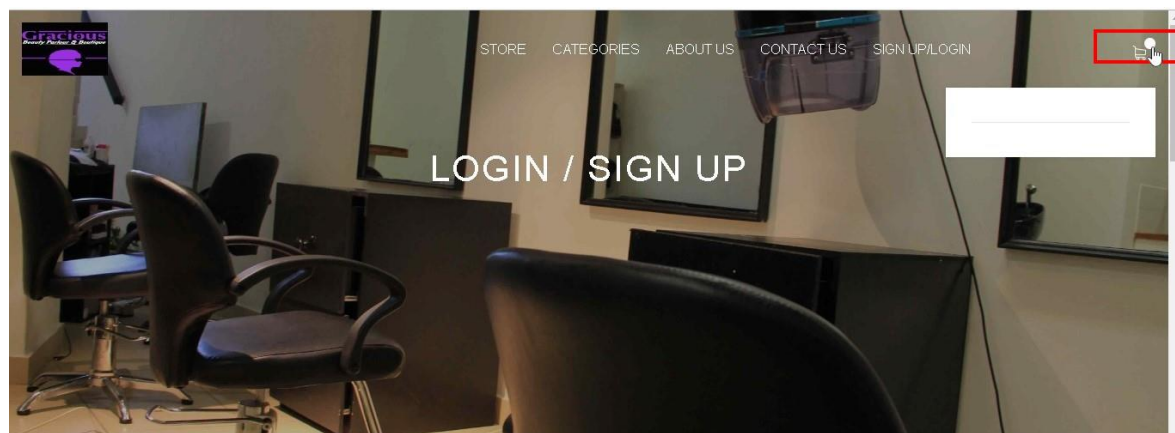 Gracious
Beauty Parlour & Boutique
STORE CATEGORIES ABOUT US CONTACT US SIGN UP/LOGIN
LOGIN / SIGN UP